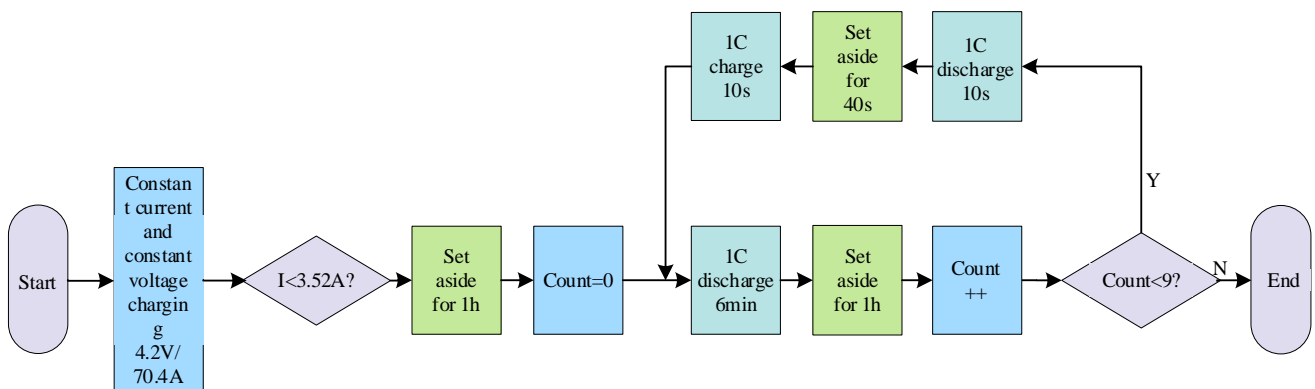 1C
charge
10s
Set
aside
for
40s
1C
discharge
10s
Y
Start
Constan
t current
and
constant
voltage
chargin
g
4.2V/
70.4A
I<3.52A?
Set
aside
for 1h
Count=0
1C
discharge
6min
Set
aside
for 1h
Count
++
Count<9?
N
End